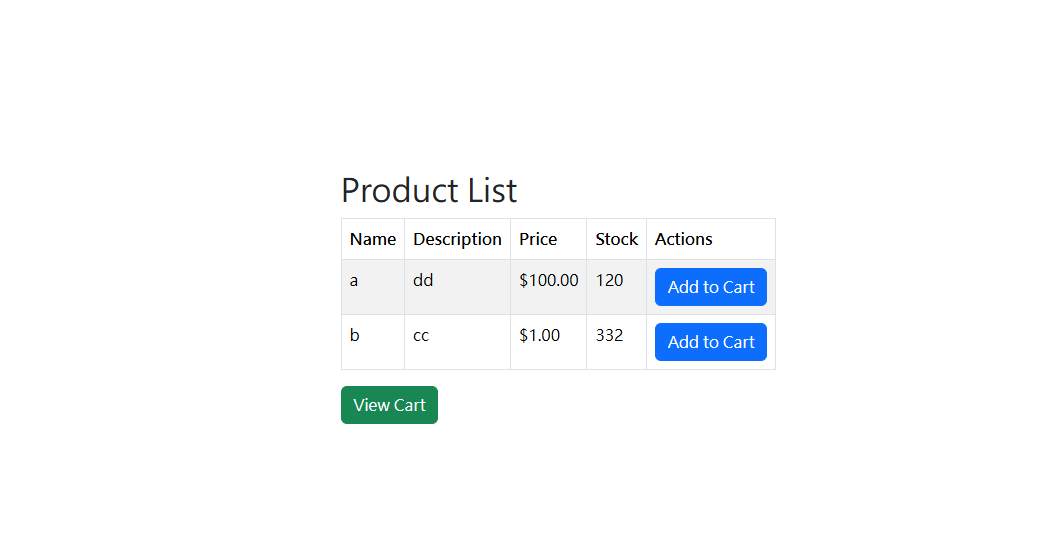 Product List
Name Description Price Stock Actions
a dd $100.00 120 Add to Cart
b cc $1.00 332 Add to Cart
View Cart